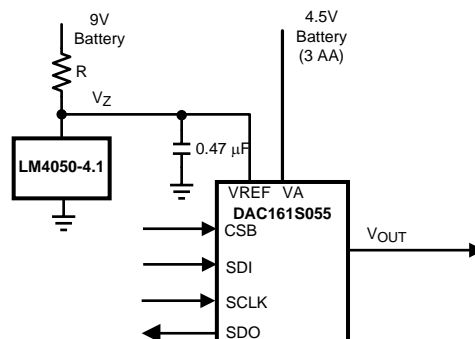 9V
Battery
4.5V
Battery
(3 AA)
R
VZ
LM4050-4.1
0.47 µF
VREF VA
DAC161S055
CSB
VOUT
SDI
SCLK
SDO